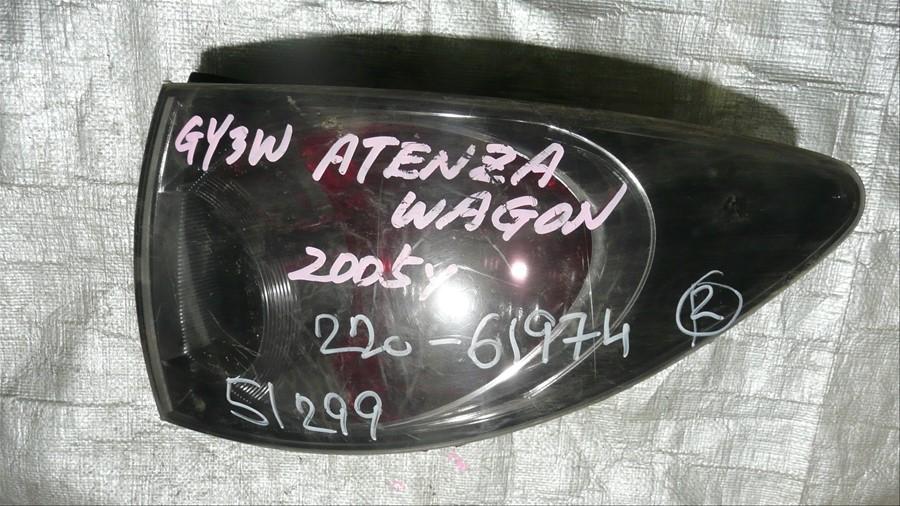 GY3W ATENZA
WAGON
2005y
220-61974
R
51299